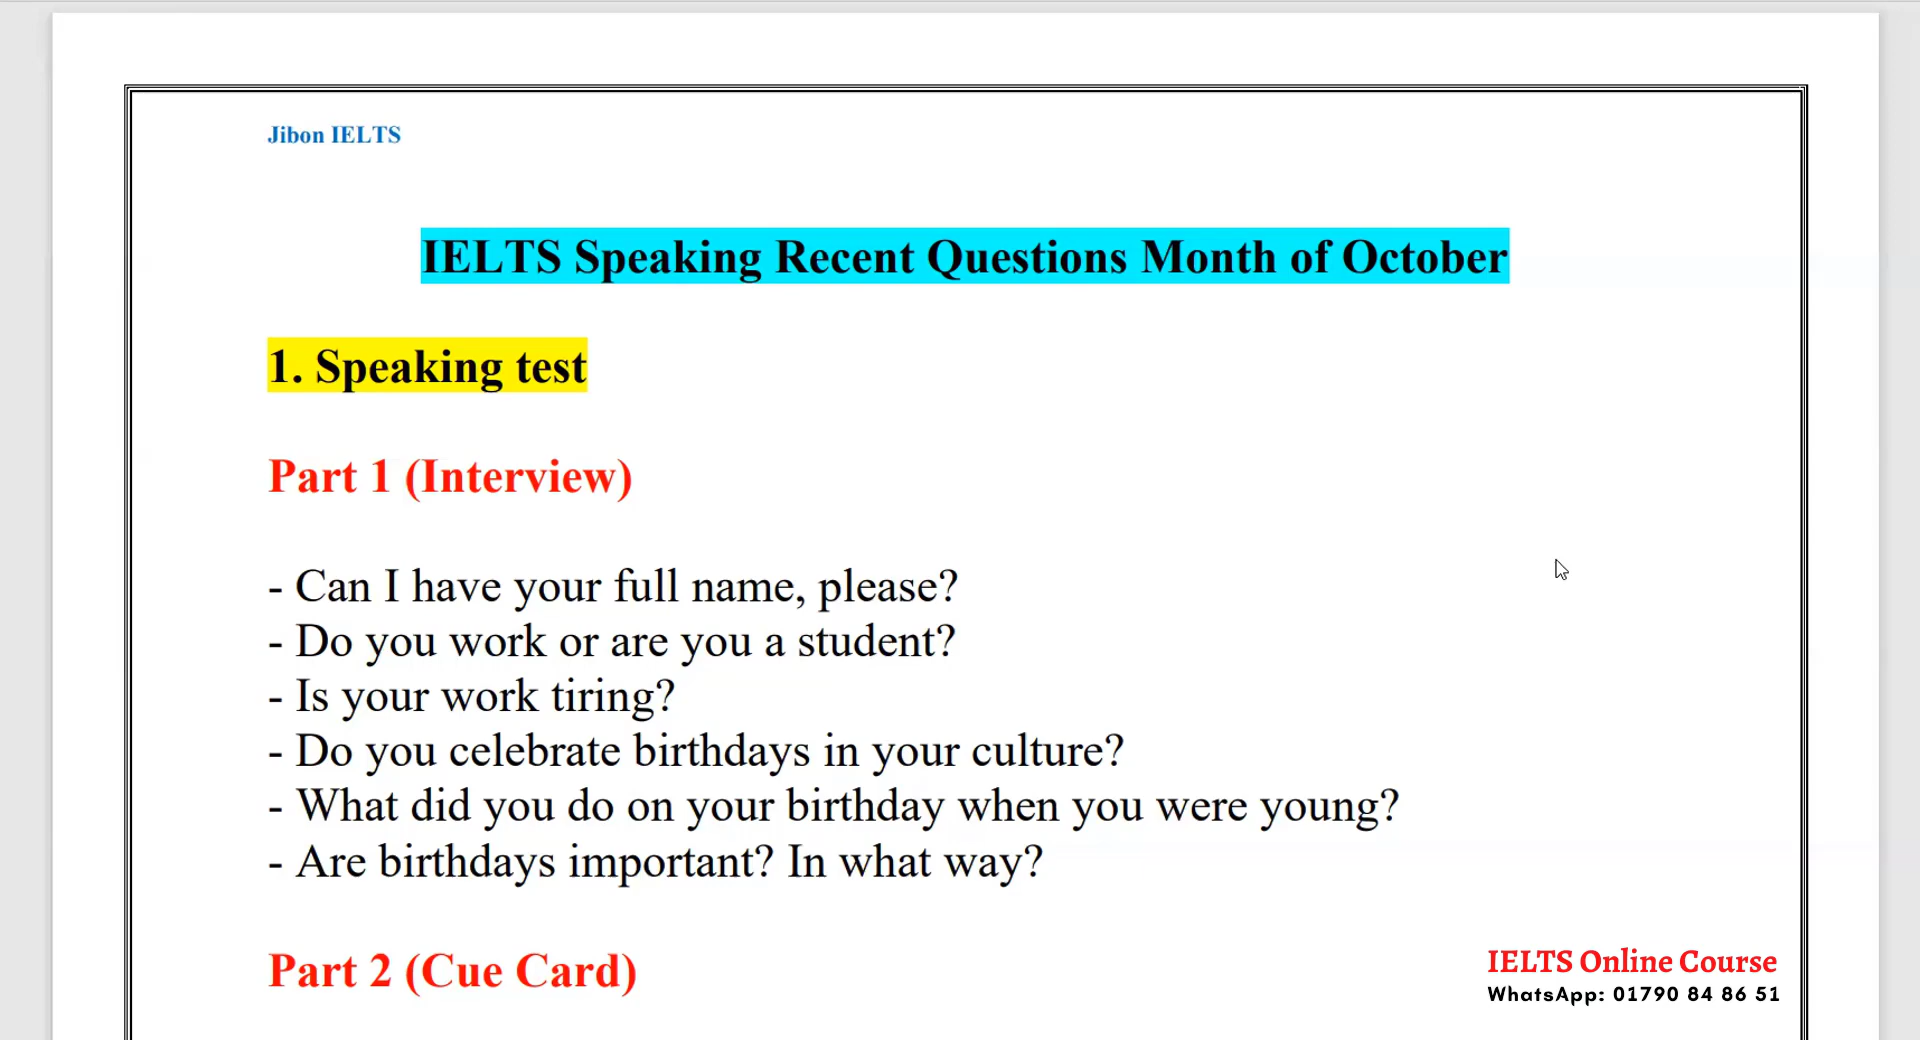 Jibon IELTS
IELTS Speaking Recent Questions Month of October
1. Speaking test
Part 1 (Interview)
- Can I have your full name, please?
- Do you work or are you a student?
- Is your work tiring?
- Do you celebrate birthdays in your culture?
- What did you do on your birthday when you were young?
- Are birthdays important? In what way?
Part 2 (Cue Card)
IELTS Online Course
WhatsApp: 01790 84 86 51